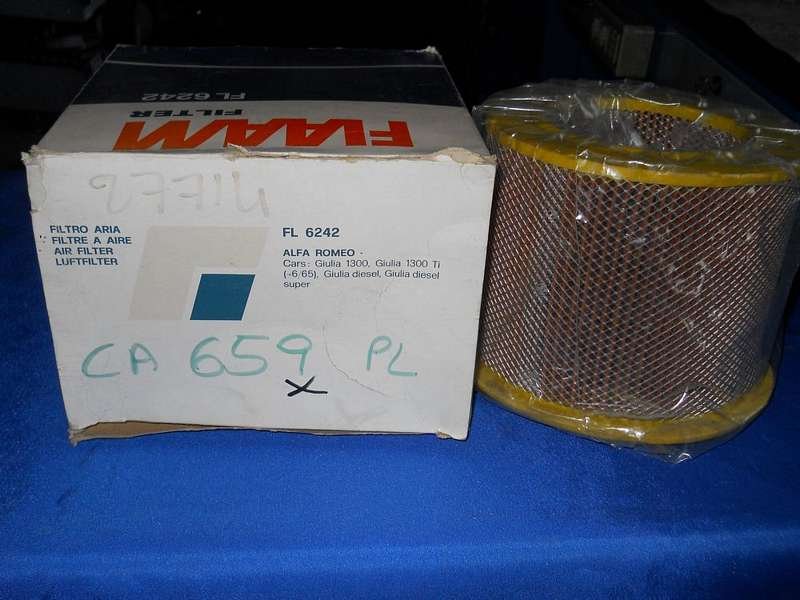 FL 6242
FILTER
FIAAM
FILTRO ARIA
FILTRE A AIRE
AIR FILTER
LUFTFILTER
FL 6242
ALFA ROMEO -
Cars: Giulia 1300, Giulia 1300 Ti
(-6/65), Giulia diesel, Giulia diesel
super
CA 659 PL
X